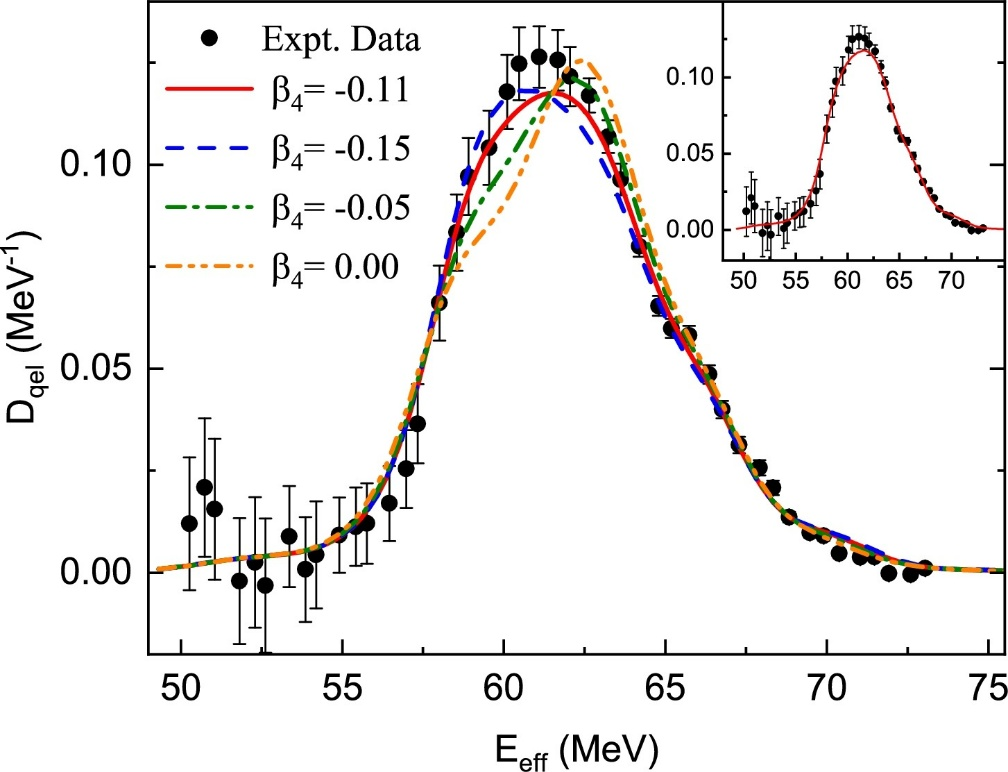 Expt. Data
β₄= -0.11
β₄= -0.15
β₄= -0.05
β₄= 0.00
0.10
0.05
0.00
50 55 60 65 70 75
D_qel (MeV⁻¹)
E_eff (MeV)
0.10
0.05
0.00
50 55 60 65 70